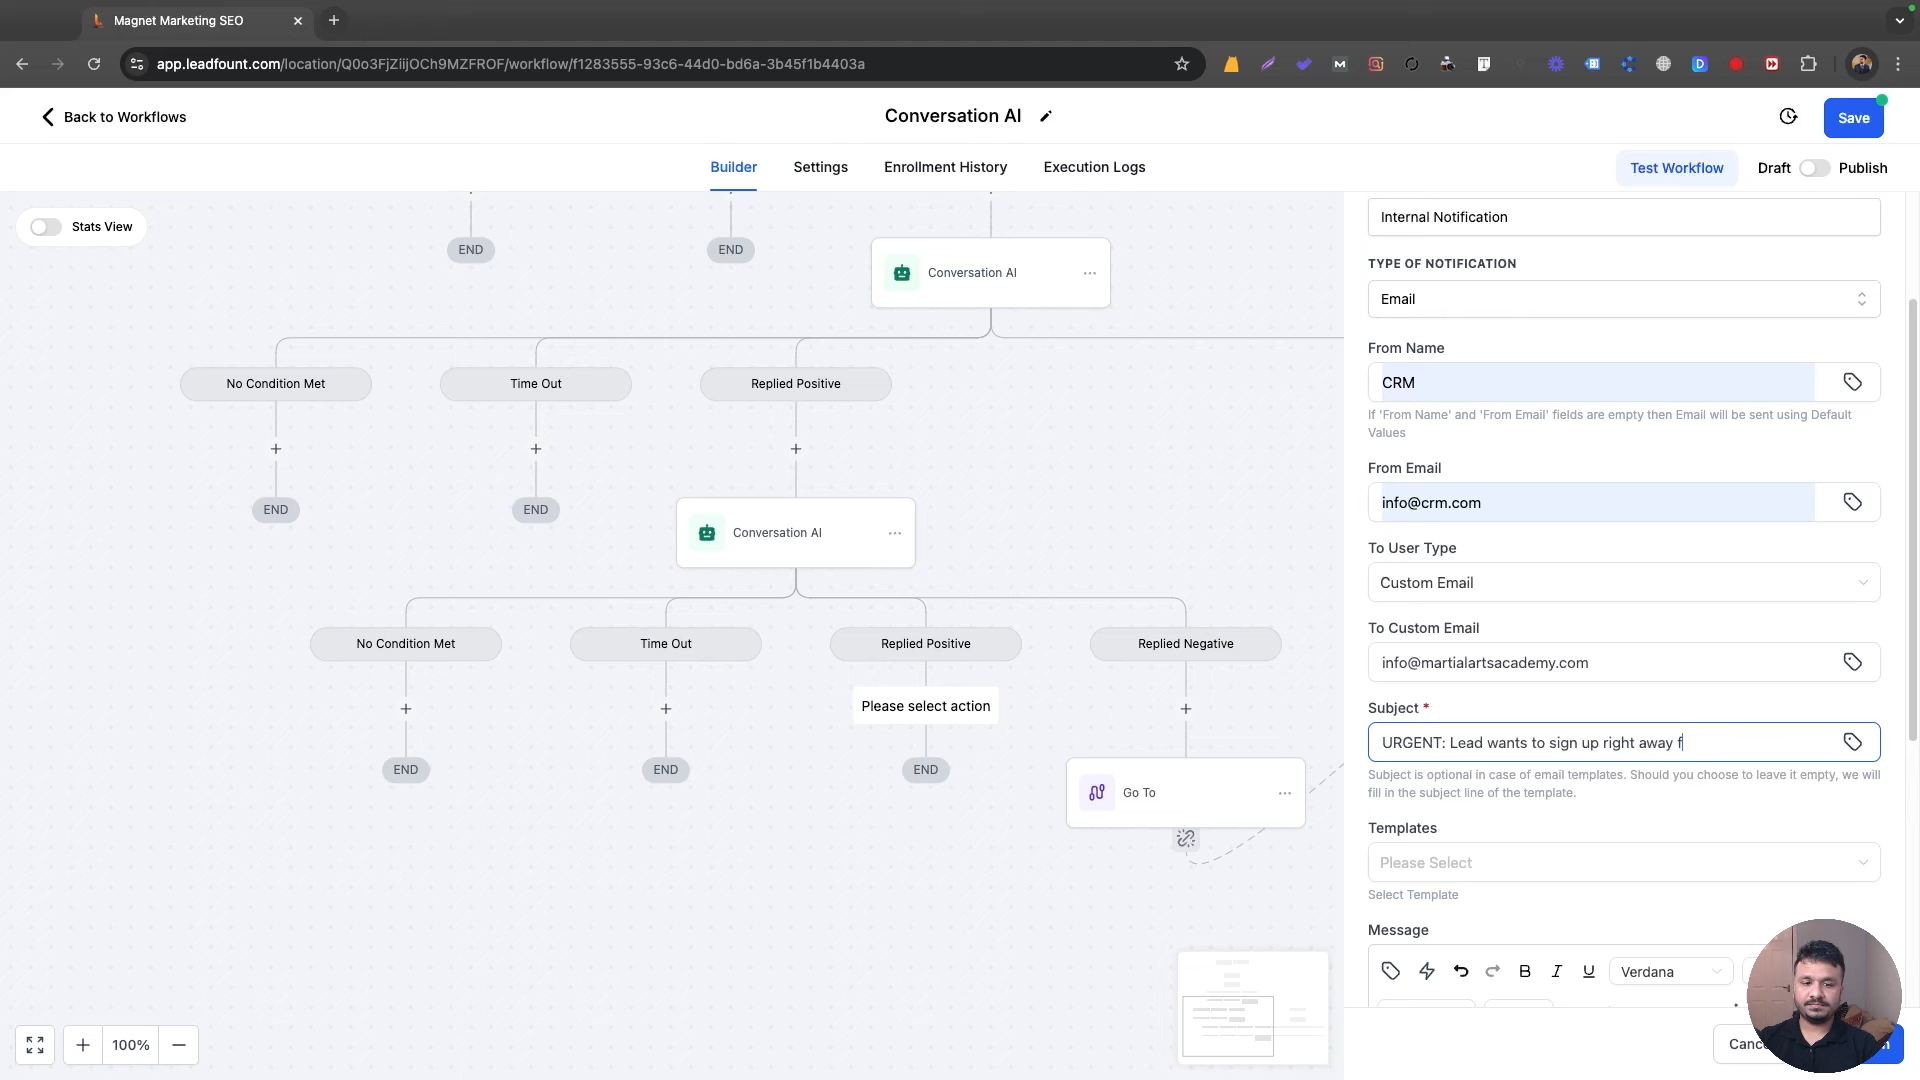 Magnet Marketing SEO
app.leadfount.com/location/Q0o3FjZiijOCh9MZFROF/workflow/f1283555-93c6-44d0-bd6a-3b45f1b4403a
Back to Workflows
Conversation AI
Save
Builder
Settings
Enrollment History
Execution Logs
Test Workflow
Draft
Publish
Stats View
END
END
Conversation AI
No Condition Met
Time Out
Replied Positive
END
END
Conversation AI
No Condition Met
Time Out
Replied Positive
Replied Negative
Please select action
END
END
END
Go To
100%
Internal Notification
TYPE OF NOTIFICATION
Email
From Name
CRM
If 'From Name' and 'From Email' fields are empty then Email will be sent using Default
Values
From Email
info@crm.com
To User Type
Custom Email
To Custom Email
info@martialartsacademy.com
Subject *
URGENT: Lead wants to sign up right away f
Subject is optional in case of email templates. Should you choose to leave it empty, we will
fill in the subject line of the template.
Templates
Please Select
Select Template
Message
B I U Verdana